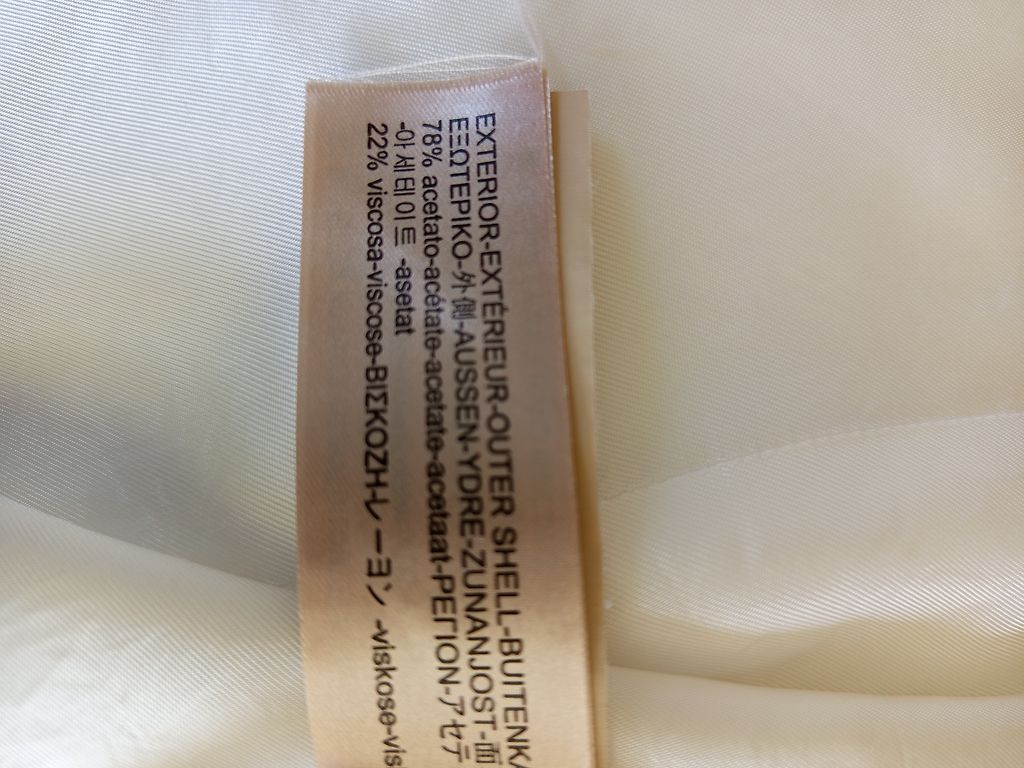 EXTERIOR-EXTÉRIEUR-OUTER SHELL-BUITENKA
ΕΞΩΤΕΡΙΚΟ-外側-AUSSEN-YDRE-ZUNANJOST-面
78% acetato-acétate-acetate-acetaat-ΡΕΓΙΟΝ-アセテ
-아세테이트 -asetat
22% viscosa-viscose-ΒΙΣΚΟΖΗ-レーヨン -viskose-vis